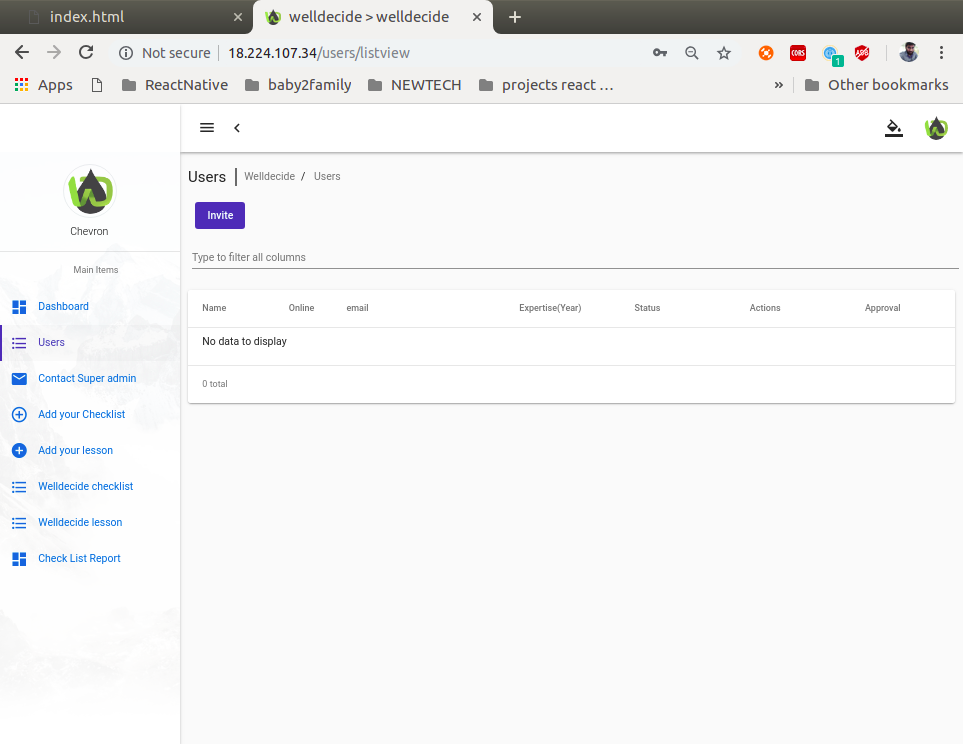 index.html
welldecide > welldecide
Not secure
18.224.107.34/users/listview
CORS
1
ADB
Apps
ReactNative
baby2family
NEWTECH
projects react ...
»
Other bookmarks
Chevron
Main Items
Dashboard
Users
Contact Super admin
Add your Checklist
Add your lesson
Welldecide checklist
Welldecide lesson
Check List Report
Users
Welldecide / Users
Invite
Type to filter all columns
Name Online email Expertise(Year) Status Actions Approval
No data to display
0 total